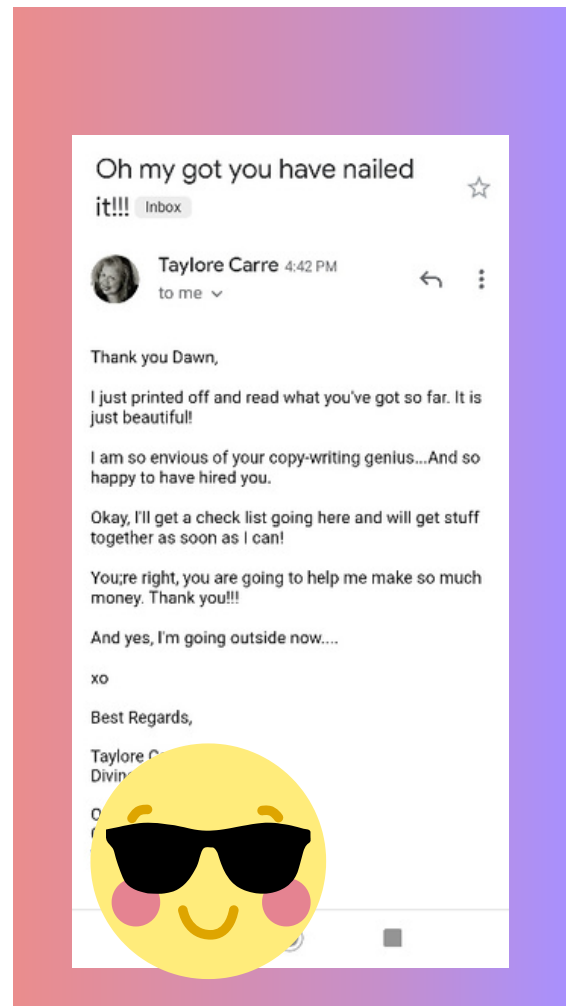 Oh my got you have nailed
it!!! Inbox
Taylore Carre 4:42 PM
to me
Thank you Dawn,
I just printed off and read what you've got so far. It is
just beautiful!
I am so envious of your copy-writing genius...And so
happy to have hired you.
Okay, I'll get a check list going here and will get stuff
together as soon as I can!
You;re right, you are going to help me make so much
money. Thank you!!!
And yes, I'm going outside now....
xo
Best Regards,
Taylore